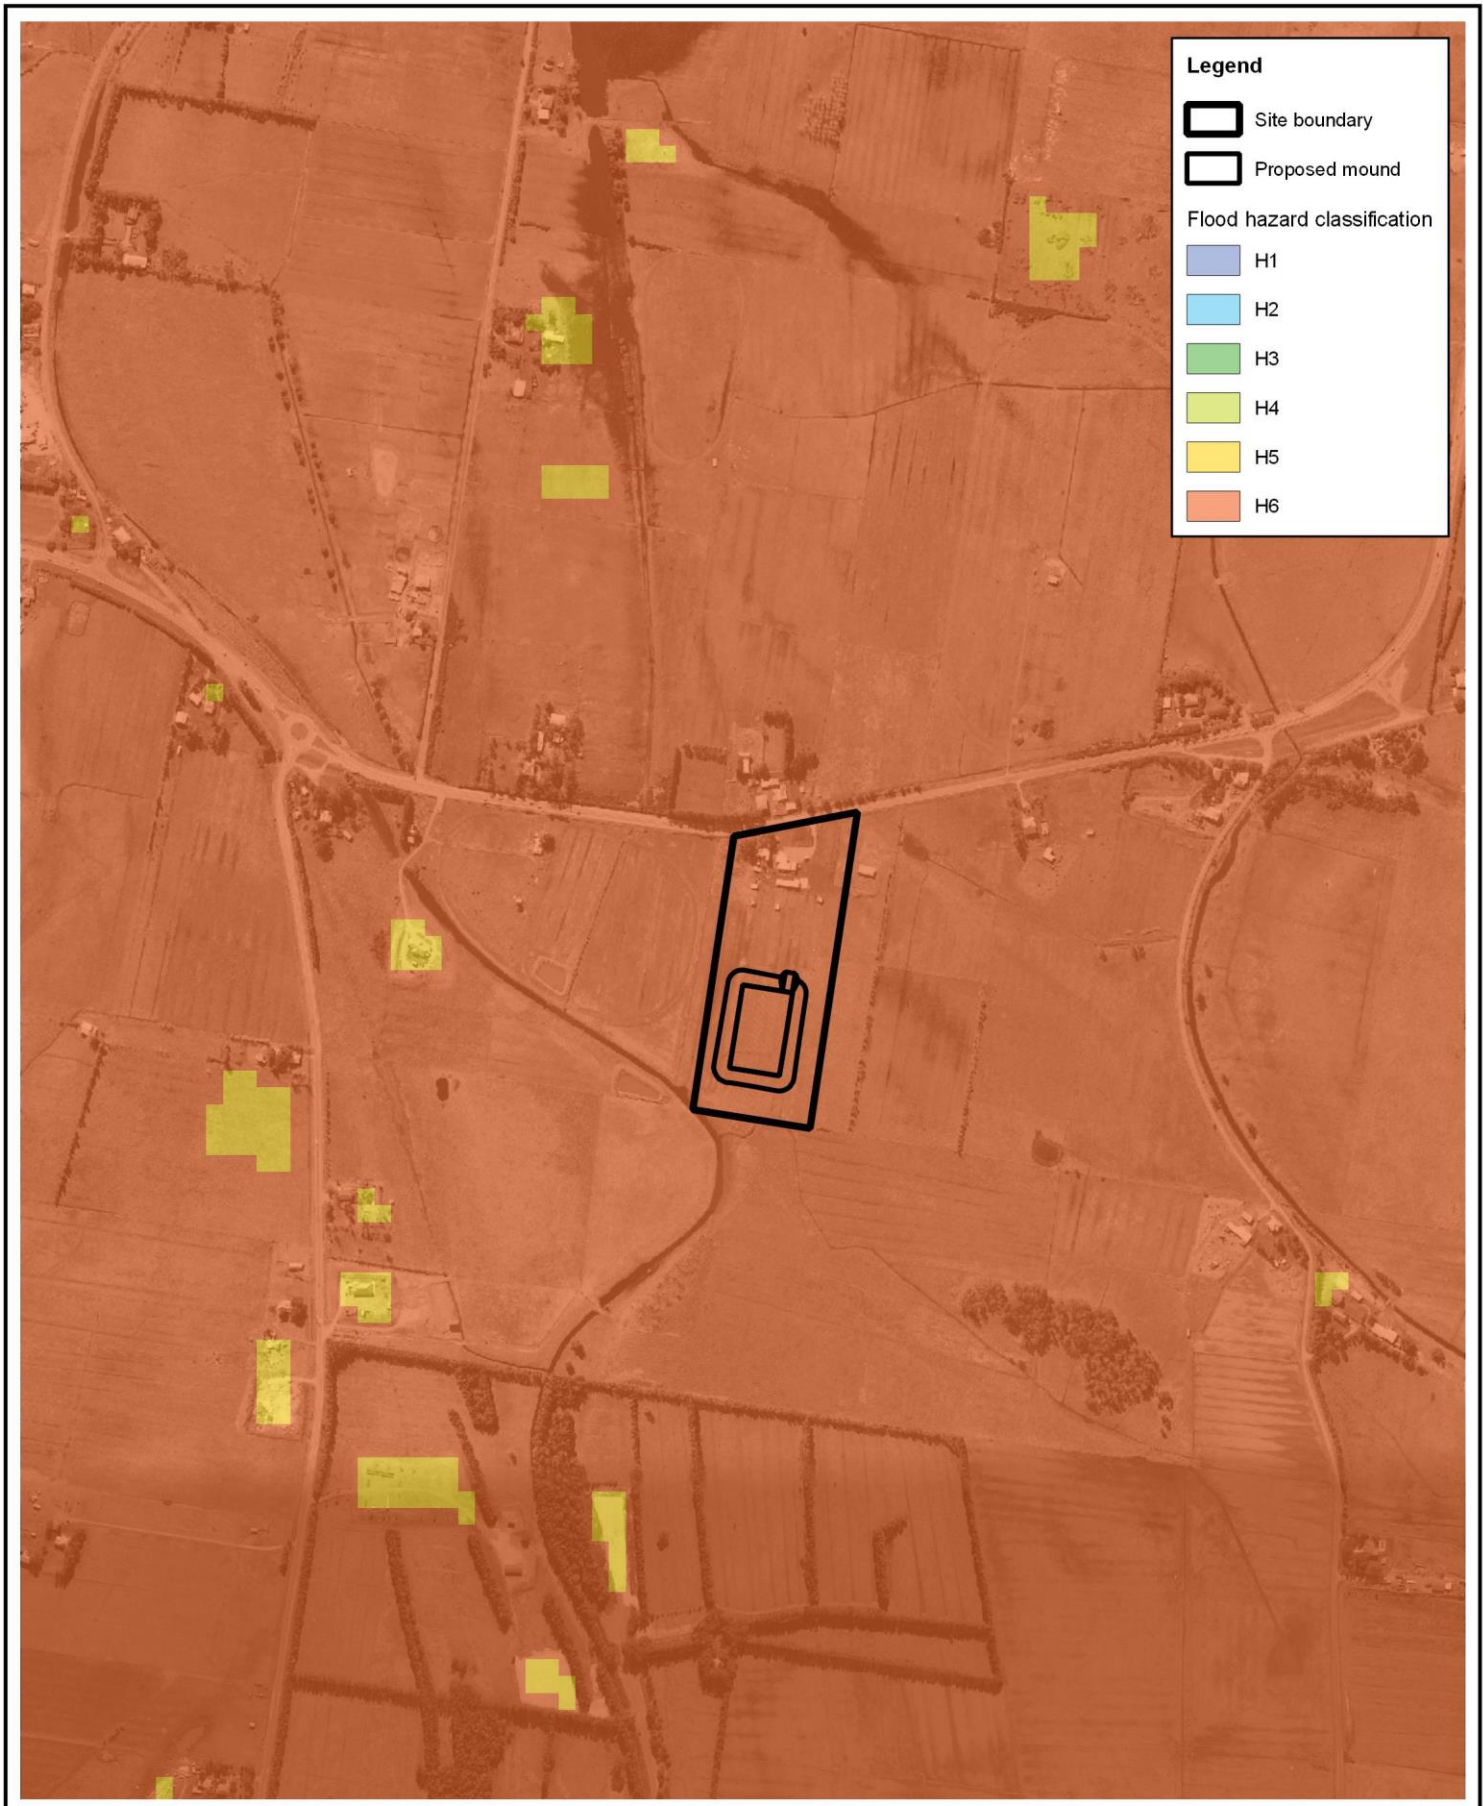 Legend
Site boundary
Proposed mound
Flood hazard classification
H1
H2
H3
H4
H5
H6